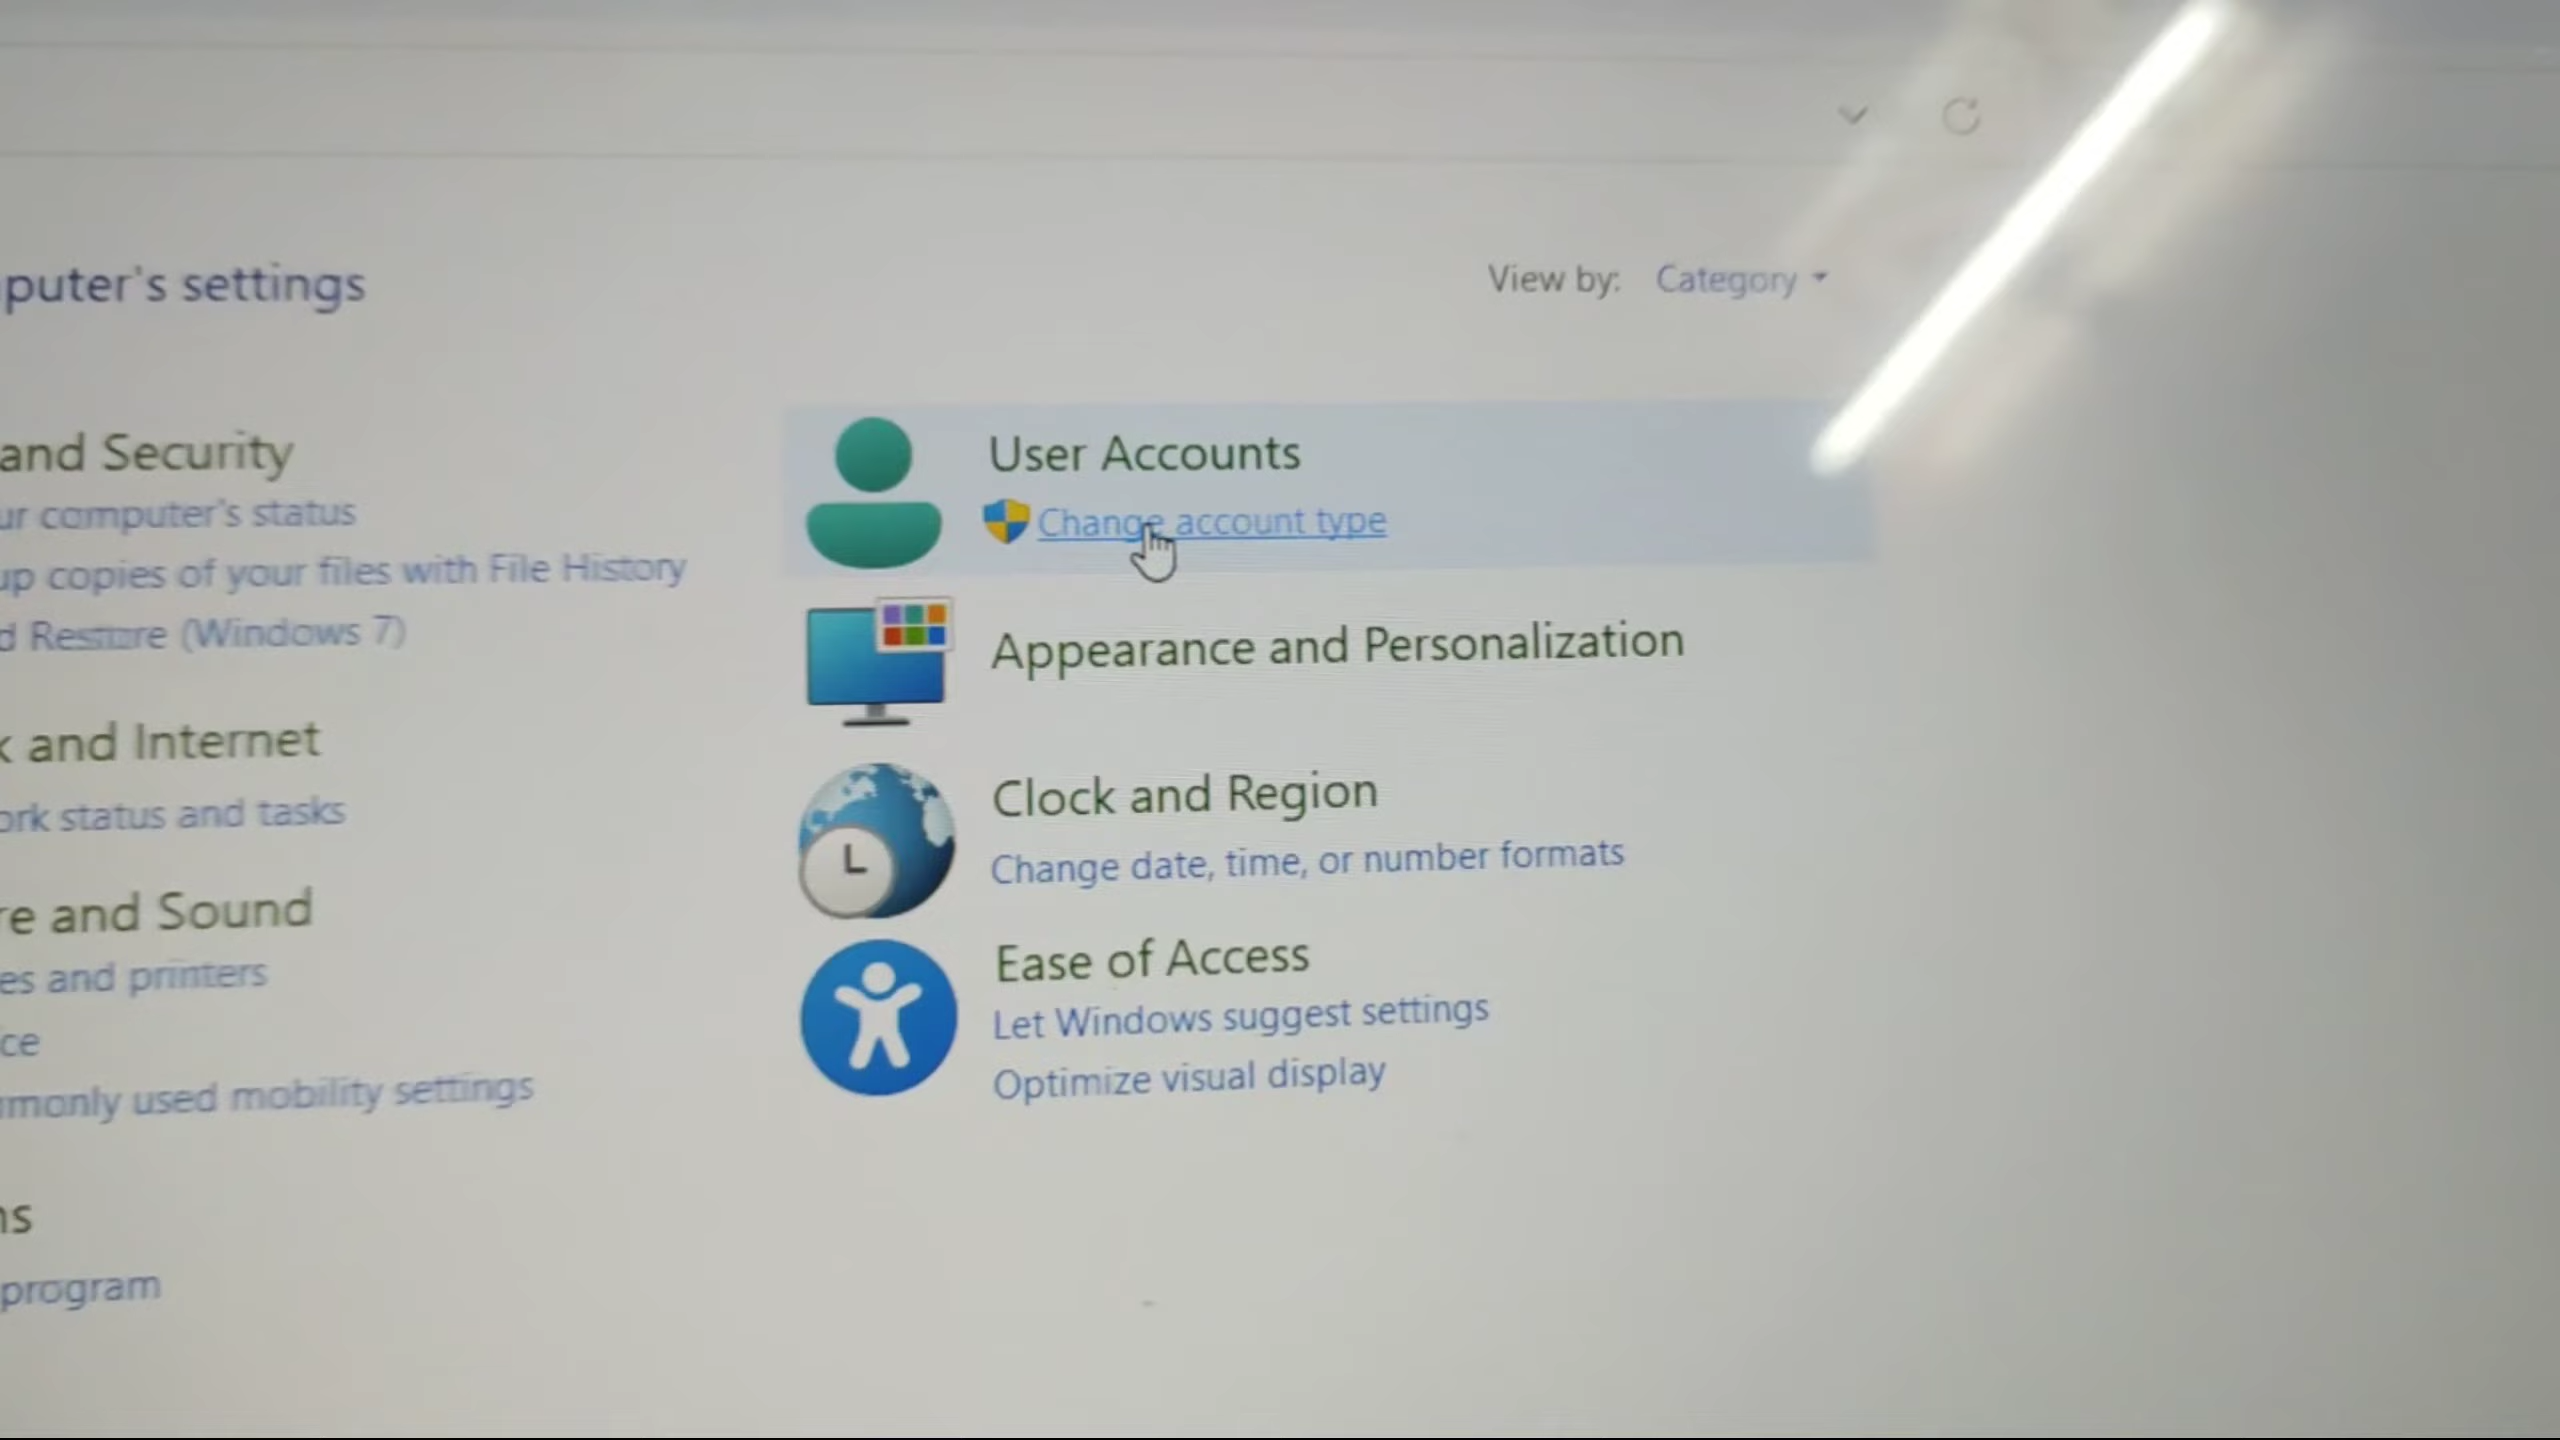 puter's settings
View by: Category
and Security
ur computer's status
up copies of your files with File History
d Restore (Windows 7)
k and Internet
ork status and tasks
re and Sound
es and printers
ce
mmonly used mobility settings
ns
program
User Accounts
Change account type
Appearance and Personalization
Clock and Region
Change date, time, or number formats
Ease of Access
Let Windows suggest settings
Optimize visual display